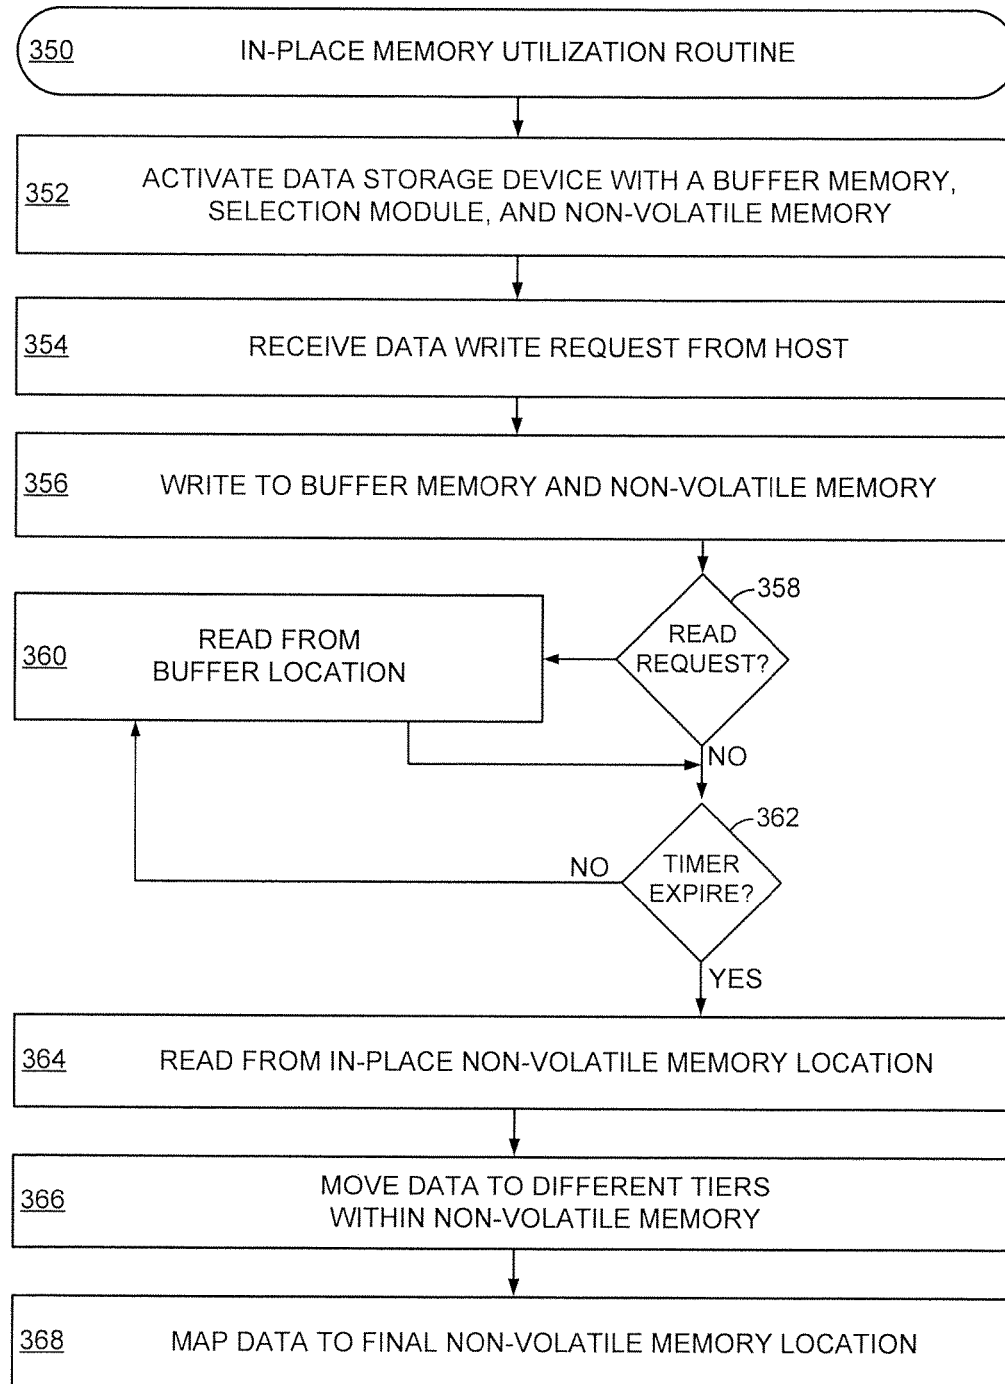 350 IN-PLACE MEMORY UTILIZATION ROUTINE
352 ACTIVATE DATA STORAGE DEVICE WITH A BUFFER MEMORY,
SELECTION MODULE, AND NON-VOLATILE MEMORY
354 RECEIVE DATA WRITE REQUEST FROM HOST
356 WRITE TO BUFFER MEMORY AND NON-VOLATILE MEMORY
358
READ
REQUEST?
360 READ FROM
BUFFER LOCATION
NO
362
TIMER
EXPIRE?
NO
YES
364 READ FROM IN-PLACE NON-VOLATILE MEMORY LOCATION
366 MOVE DATA TO DIFFERENT TIERS
WITHIN NON-VOLATILE MEMORY
368 MAP DATA TO FINAL NON-VOLATILE MEMORY LOCATION